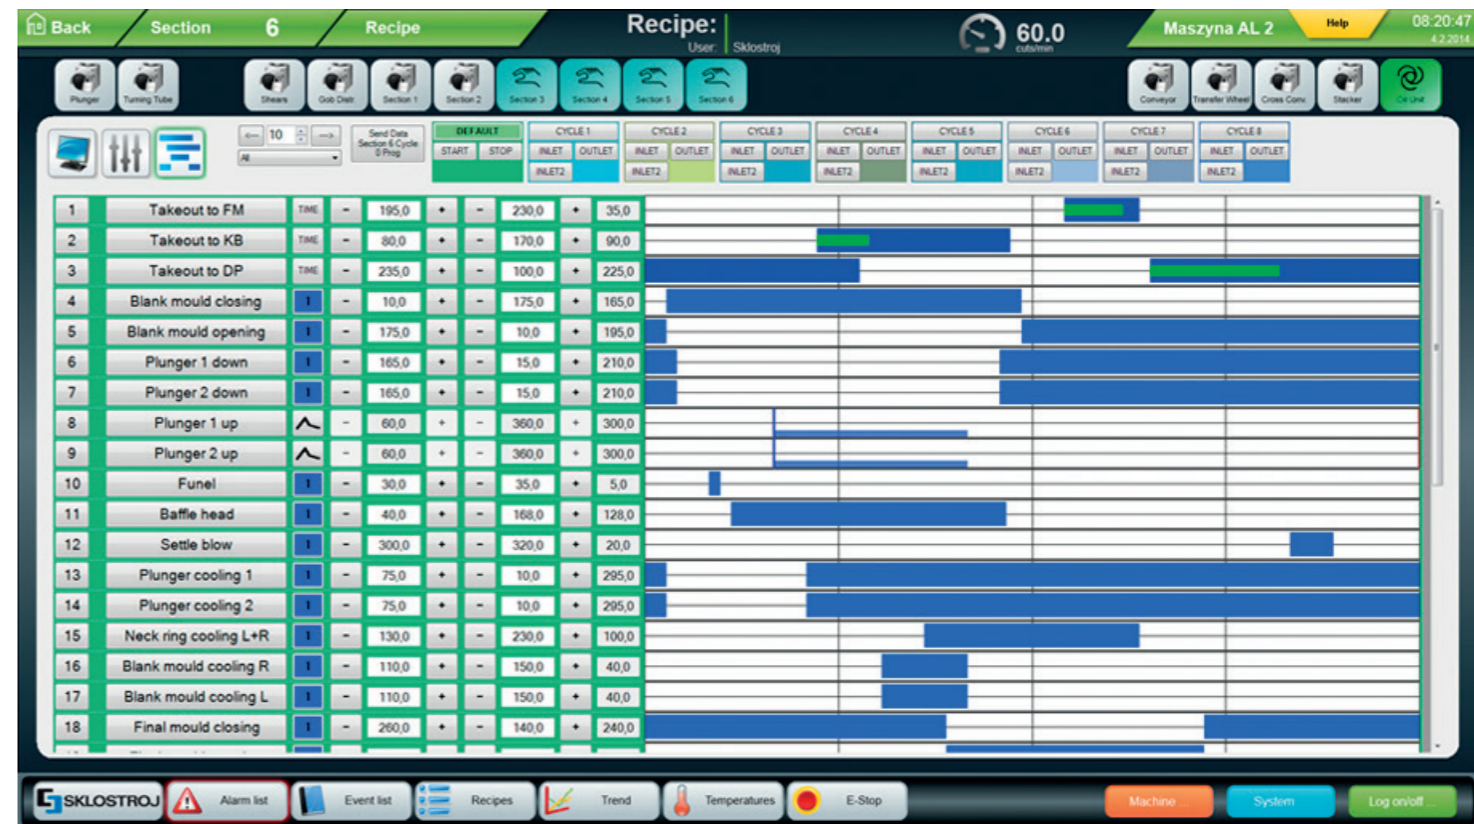 Back Section 6 Recipe Recipe: 60.0 Maszyna AL 2 Help 08:20:47
User: Sklostroj cuts/min 4.2.2014
Plunger Turning Tube Shears Gob Distr. Section 1 Section 2 Section 3 Section 4 Section 5 Section 6 Conveyor Transfer Wheel Cross Conv. Stacker Oil Unit
<-- 10 --> Send Data Section 6 Cycle 0 Prog DEFAULT CYCLE 1 CYCLE 2 CYCLE 3 CYCLE 4 CYCLE 5 CYCLE 6 CYCLE 7 CYCLE 8
All START STOP INLET OUTLET INLET OUTLET INLET OUTLET INLET OUTLET INLET OUTLET INLET OUTLET INLET OUTLET INLET OUTLET
INLET2 INLET2 INLET2 INLET2 INLET2 INLET2 INLET2 INLET2
1 Takeout to FM TIME - 195,0 + - 230,0 + 35,0
2 Takeout to KB TIME - 80,0 + - 170,0 + 90,0
3 Takeout to DP TIME - 235,0 + - 100,0 + 225,0
4 Blank mould closing 1 - 10,0 + - 175,0 + 165,0
5 Blank mould opening 1 - 175,0 + - 10,0 + 195,0
6 Plunger 1 down 1 - 165,0 + - 15,0 + 210,0
7 Plunger 2 down 1 - 165,0 + - 15,0 + 210,0
8 Plunger 1 up - 60,0 + - 360,0 + 300,0
9 Plunger 2 up - 60,0 + - 360,0 + 300,0
10 Funel 1 - 30,0 + - 35,0 + 5,0
11 Baffle head 1 - 40,0 + - 168,0 + 128,0
12 Settle blow 1 - 300,0 + - 320,0 + 20,0
13 Plunger cooling 1 1 - 75,0 + - 10,0 + 295,0
14 Plunger cooling 2 1 - 75,0 + - 10,0 + 295,0
15 Neck ring cooling L+R 1 - 130,0 + - 230,0 + 100,0
16 Blank mould cooling R 1 - 110,0 + - 150,0 + 40,0
17 Blank mould cooling L 1 - 110,0 + - 150,0 + 40,0
18 Final mould closing 1 - 260,0 + - 140,0 + 240,0
SKLOSTROJ Alarm list Event list Recipes Trend Temperatures E-Stop Machine ... System Log on/off ...